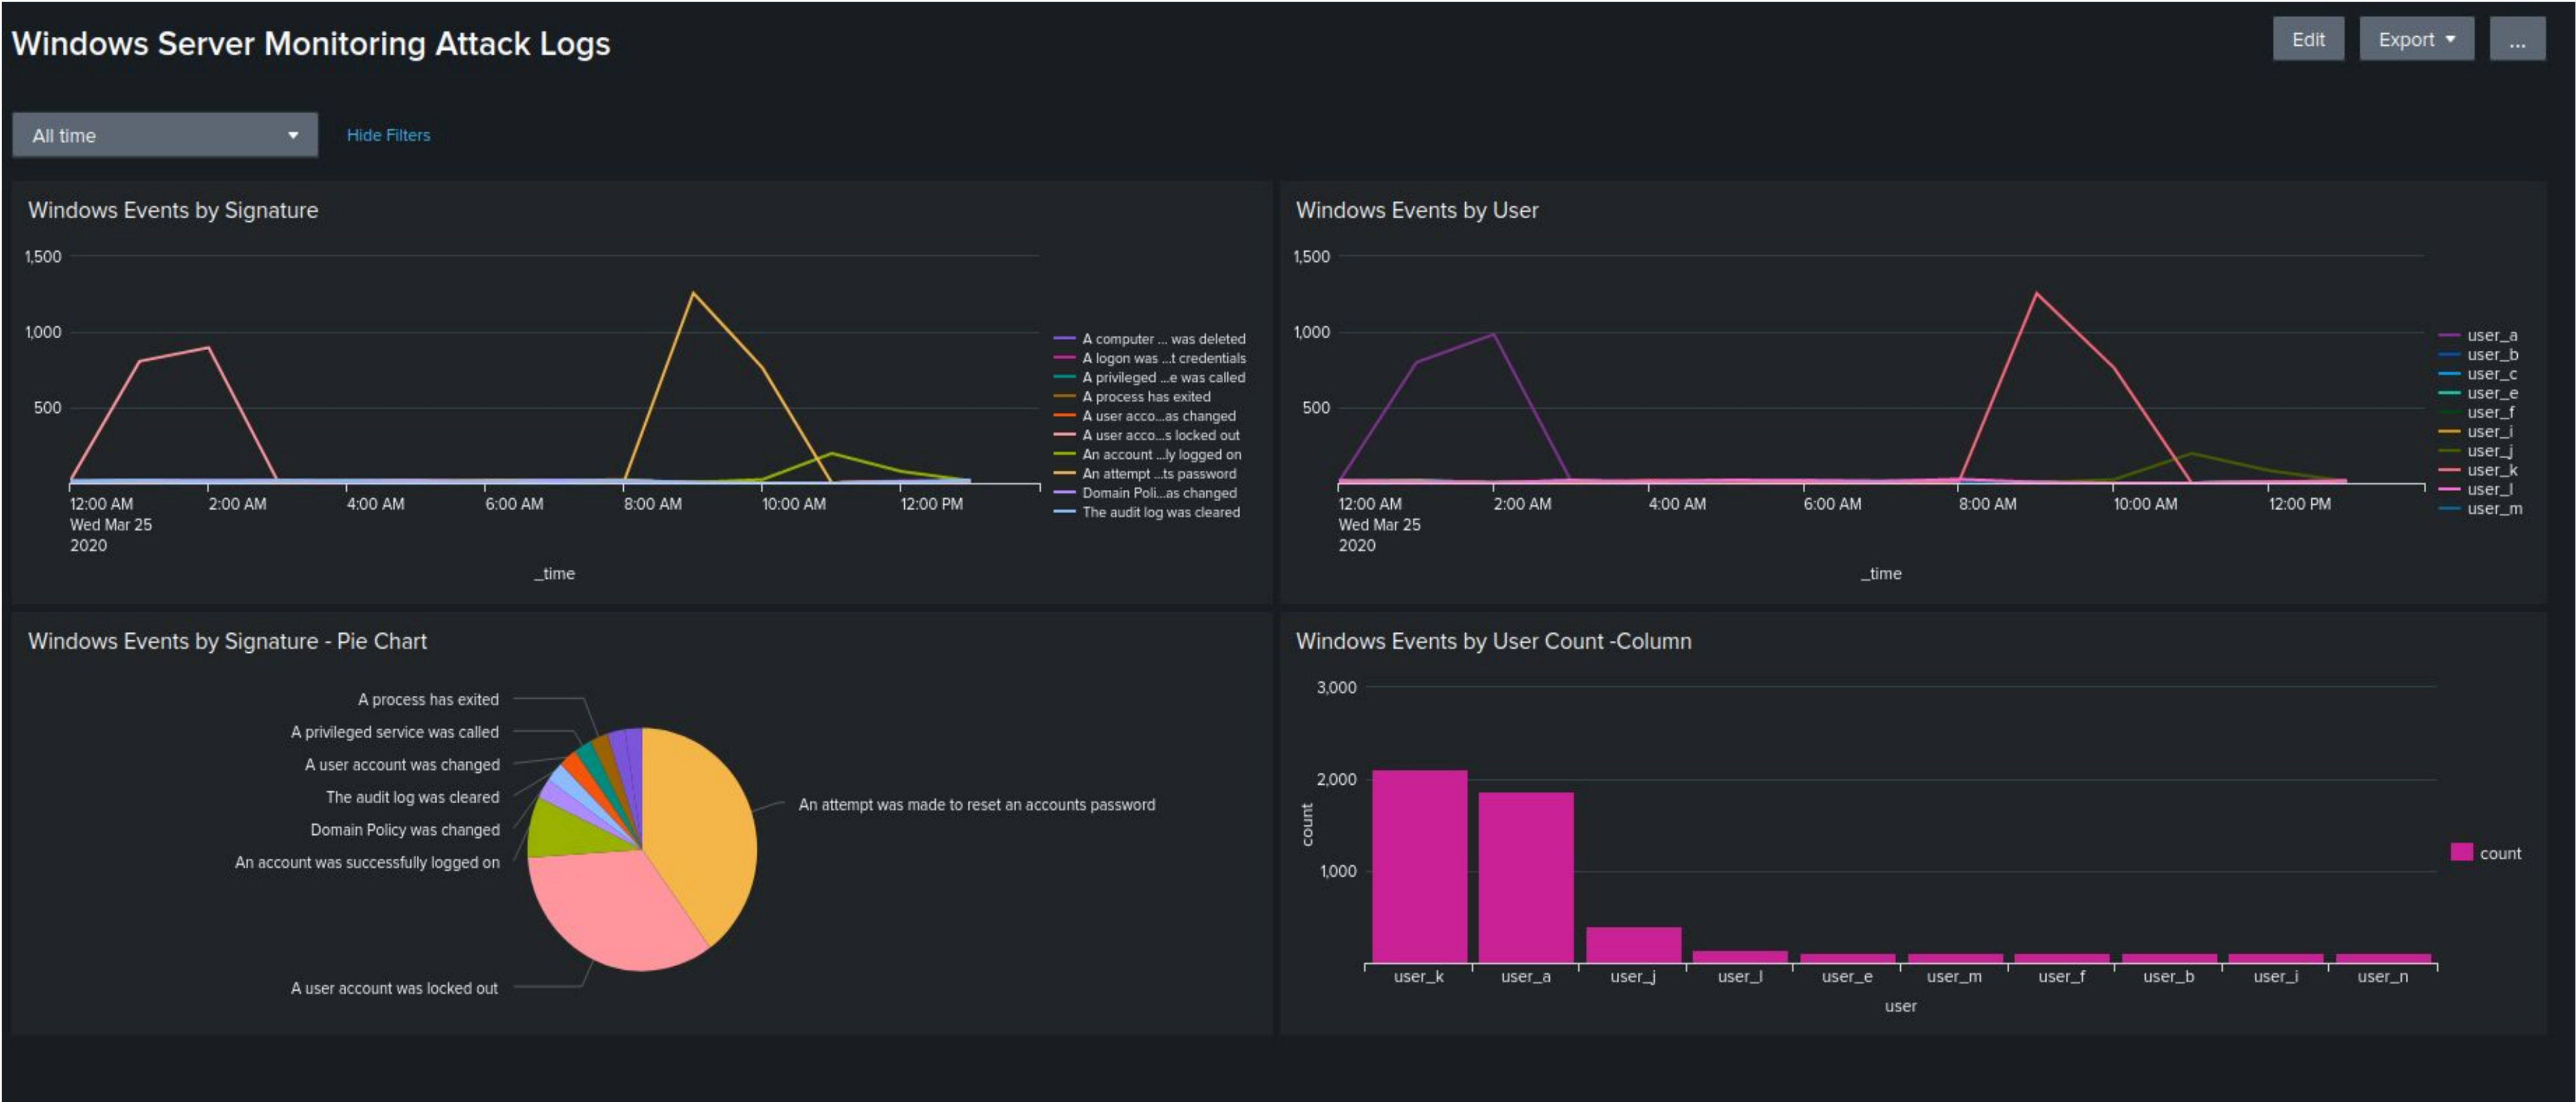 Windows Server Monitoring Attack Logs
Edit
Export
...
All time
Hide Filters
Windows Events by Signature
1,500
1,000
500
12:00 AM
Wed Mar 25
2020
2:00 AM
4:00 AM
6:00 AM
8:00 AM
10:00 AM
12:00 PM
_time
A computer ... was deleted
A logon was ...t credentials
A privileged ...e was called
A process has exited
A user acco...as changed
A user acco...s locked out
An account ...ly logged on
An attempt ...ts password
Domain Poli...as changed
The audit log was cleared
Windows Events by User
1,500
1,000
500
12:00 AM
Wed Mar 25
2020
2:00 AM
4:00 AM
6:00 AM
8:00 AM
10:00 AM
12:00 PM
_time
user_a
user_b
user_c
user_e
user_f
user_i
user_j
user_k
user_l
user_m
Windows Events by Signature - Pie Chart
A process has exited
A privileged service was called
A user account was changed
The audit log was cleared
Domain Policy was changed
An account was successfully logged on
A user account was locked out
An attempt was made to reset an accounts password
Windows Events by User Count -Column
3,000
2,000
1,000
count
user_k
user_a
user_j
user_l
user_e
user_m
user_f
user_b
user_i
user_n
user
count